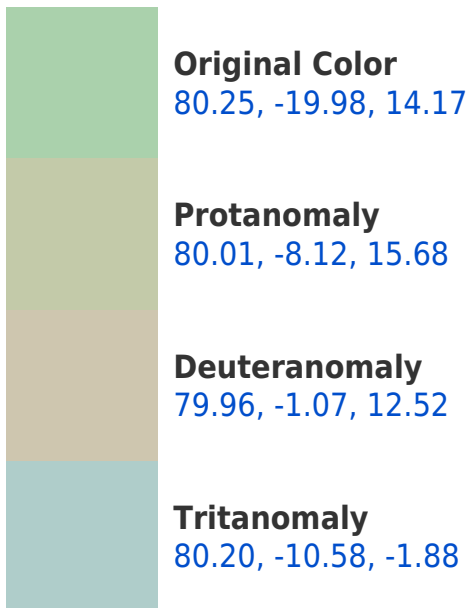 Original Color
80.25, -19.98, 14.17
Protanomaly
80.01, -8.12, 15.68
Deuteranomaly
79.96, -1.07, 12.52
Tritanomaly
80.20, -10.58, -1.88